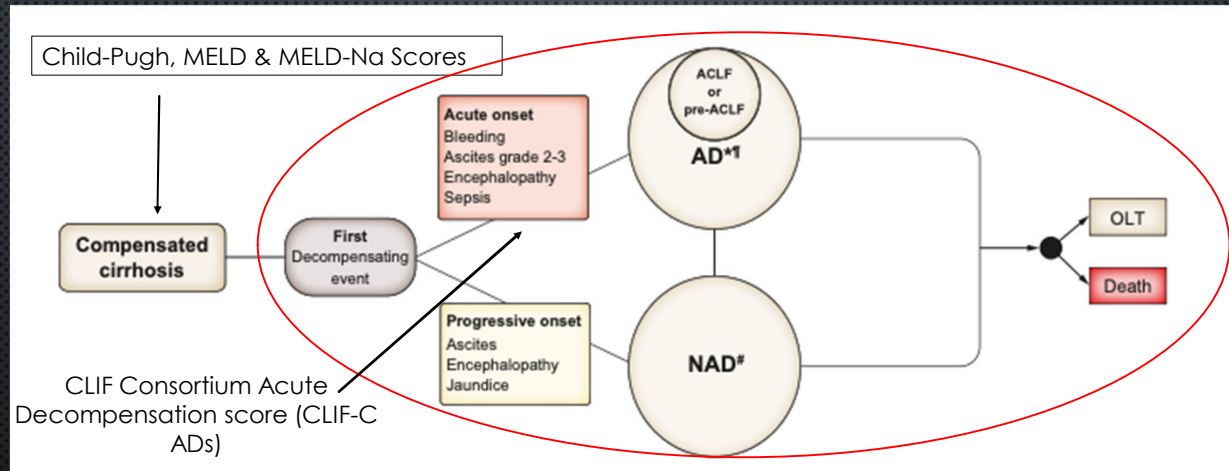 Child-Pugh, MELD & MELD-Na Scores
Compensated
cirrhosis
First
Decompensating
event
Acute onset
Bleeding
Ascites grade 2-3
Encephalopathy
Sepsis
Progressive onset
Ascites
Encephalopathy
Jaundice
CLIF Consortium Acute
Decompensation score (CLIF-C
ADs)
ACLF
or
pre-ACLF
AD*¶
NAD#
OLT
Death